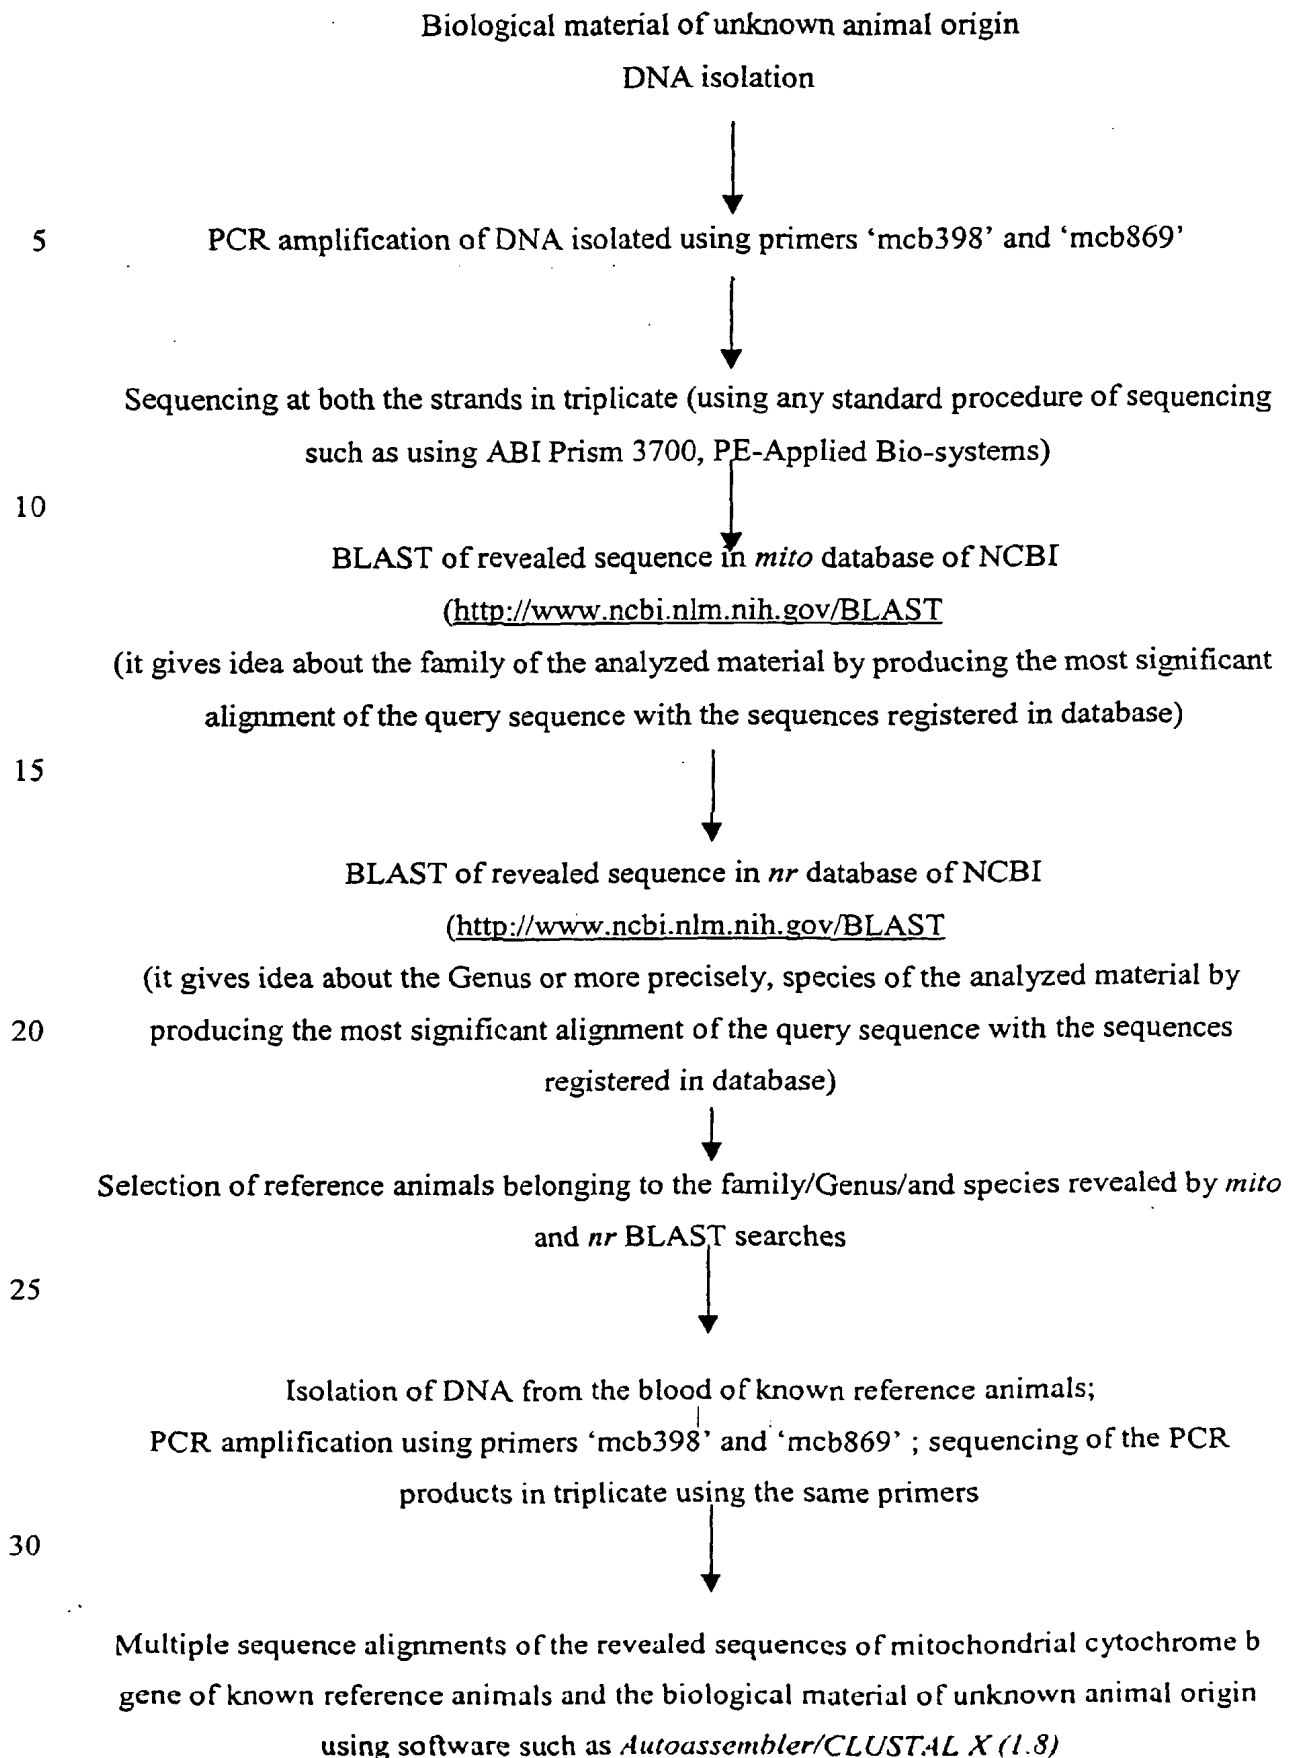 Biological material of unknown animal origin
DNA isolation
5 PCR amplification of DNA isolated using primers ‘mcb398’ and ‘mcb869’
Sequencing at both the strands in triplicate (using any standard procedure of sequencing
such as using ABI Prism 3700, PE-Applied Bio-systems)
10
BLAST of revealed sequence in mito database of NCBI
(http://www.ncbi.nlm.nih.gov/BLAST
(it gives idea about the family of the analyzed material by producing the most significant
alignment of the query sequence with the sequences registered in database)
15
BLAST of revealed sequence in nr database of NCBI
(http://www.ncbi.nlm.nih.gov/BLAST
(it gives idea about the Genus or more precisely, species of the analyzed material by
20 producing the most significant alignment of the query sequence with the sequences
registered in database)
Selection of reference animals belonging to the family/Genus/and species revealed by mito
and nr BLAST searches
25
Isolation of DNA from the blood of known reference animals;
PCR amplification using primers ‘mcb398’ and ‘mcb869’ ; sequencing of the PCR
products in triplicate using the same primers
30
Multiple sequence alignments of the revealed sequences of mitochondrial cytochrome b
gene of known reference animals and the biological material of unknown animal origin
using software such as Autoassembler/CLUSTAL X (1.8)